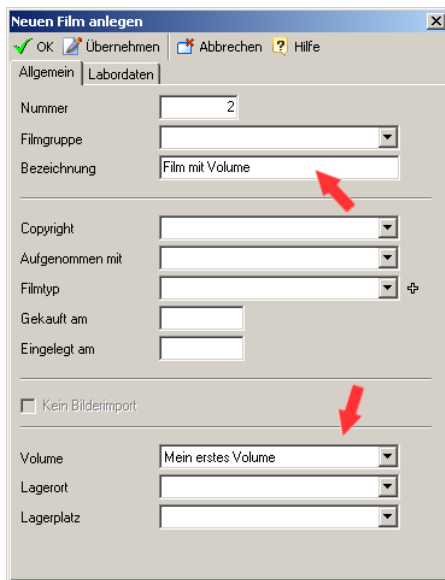 Neuen Film anlegen
OK Übernehmen Abbrechen Hilfe
Allgemein Labordaten
Nummer 2
Filmgruppe
Bezeichnung Film mit Volume
Copyright
Aufgenommen mit
Filmtyp
Gekauft am
Eingelegt am
Kein Bilderimport
Volume Mein erstes Volume
Lagerort
Lagerplatz